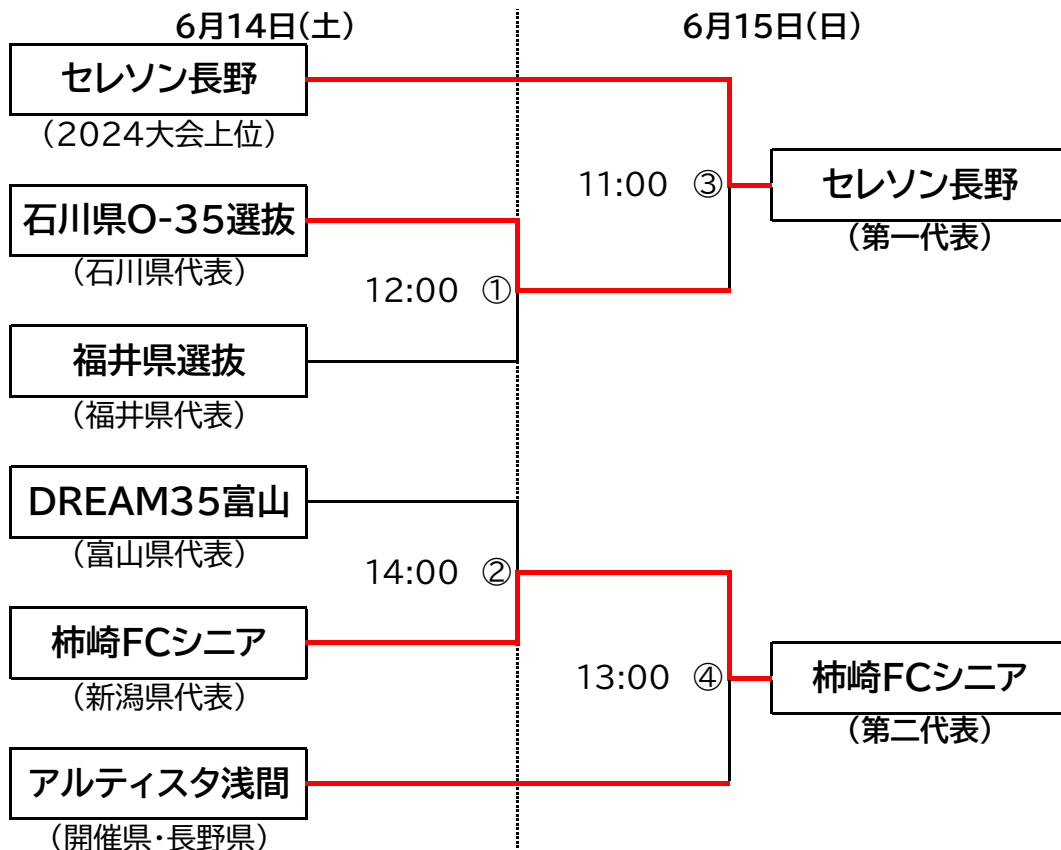 6月14日(土)
6月15日(日)
セレソン長野
(2024大会上位)
11:00 ③
セレソン長野
(第一代表)
石川県O-35選抜
(石川県代表)
12:00 ①
福井県選抜
(福井県代表)
DREAM35富山
(富山県代表)
14:00 ②
柿崎FCシニア
(新潟県代表)
13:00 ④
柿崎FCシニア
(第二代表)
アルティスタ浅間
(開催県・長野県)